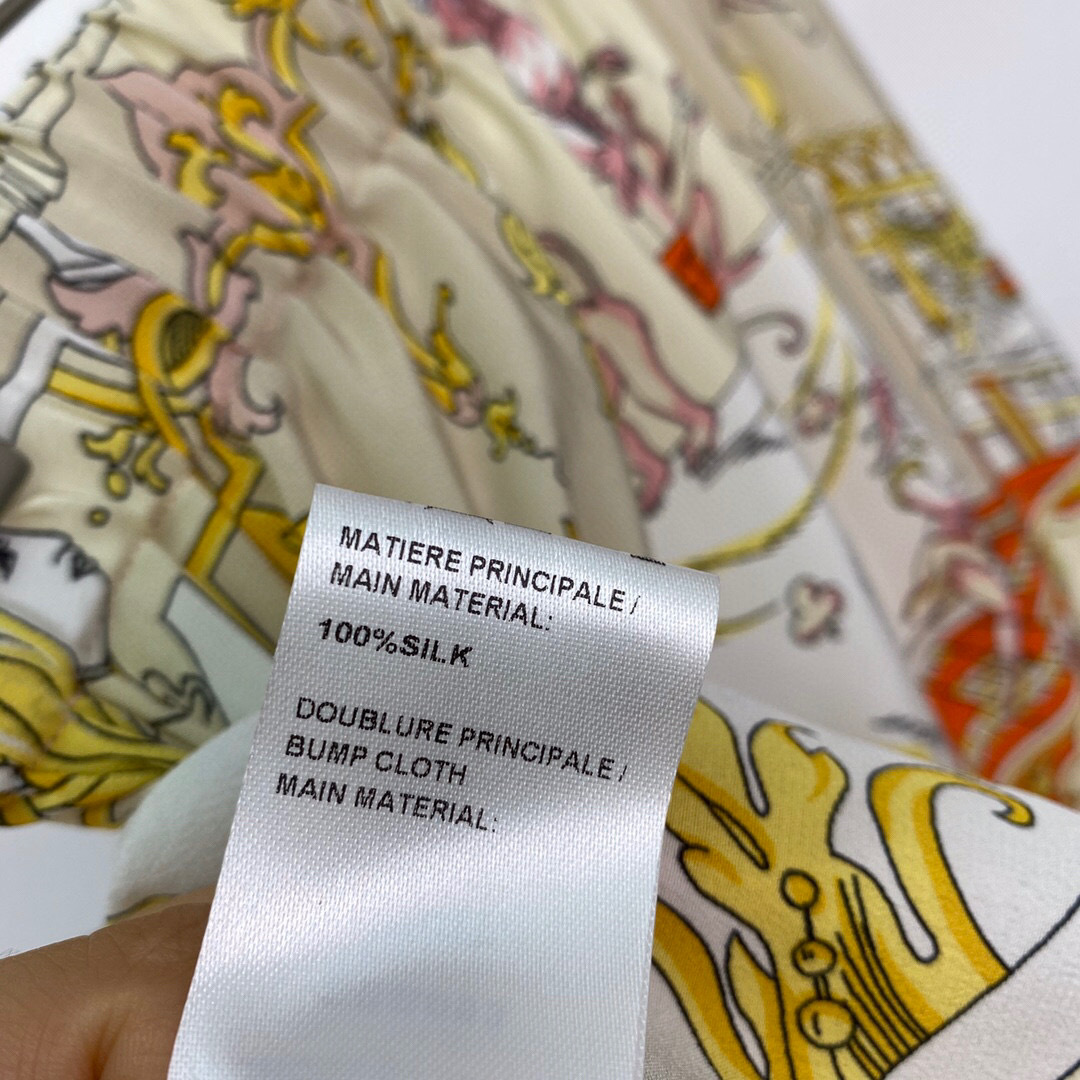 MATIERE PRINCIPALE /
MAIN MATERIAL:
100%SILK
DOUBLURE PRINCIPALE /
BUMP CLOTH
MAIN MATERIAL: